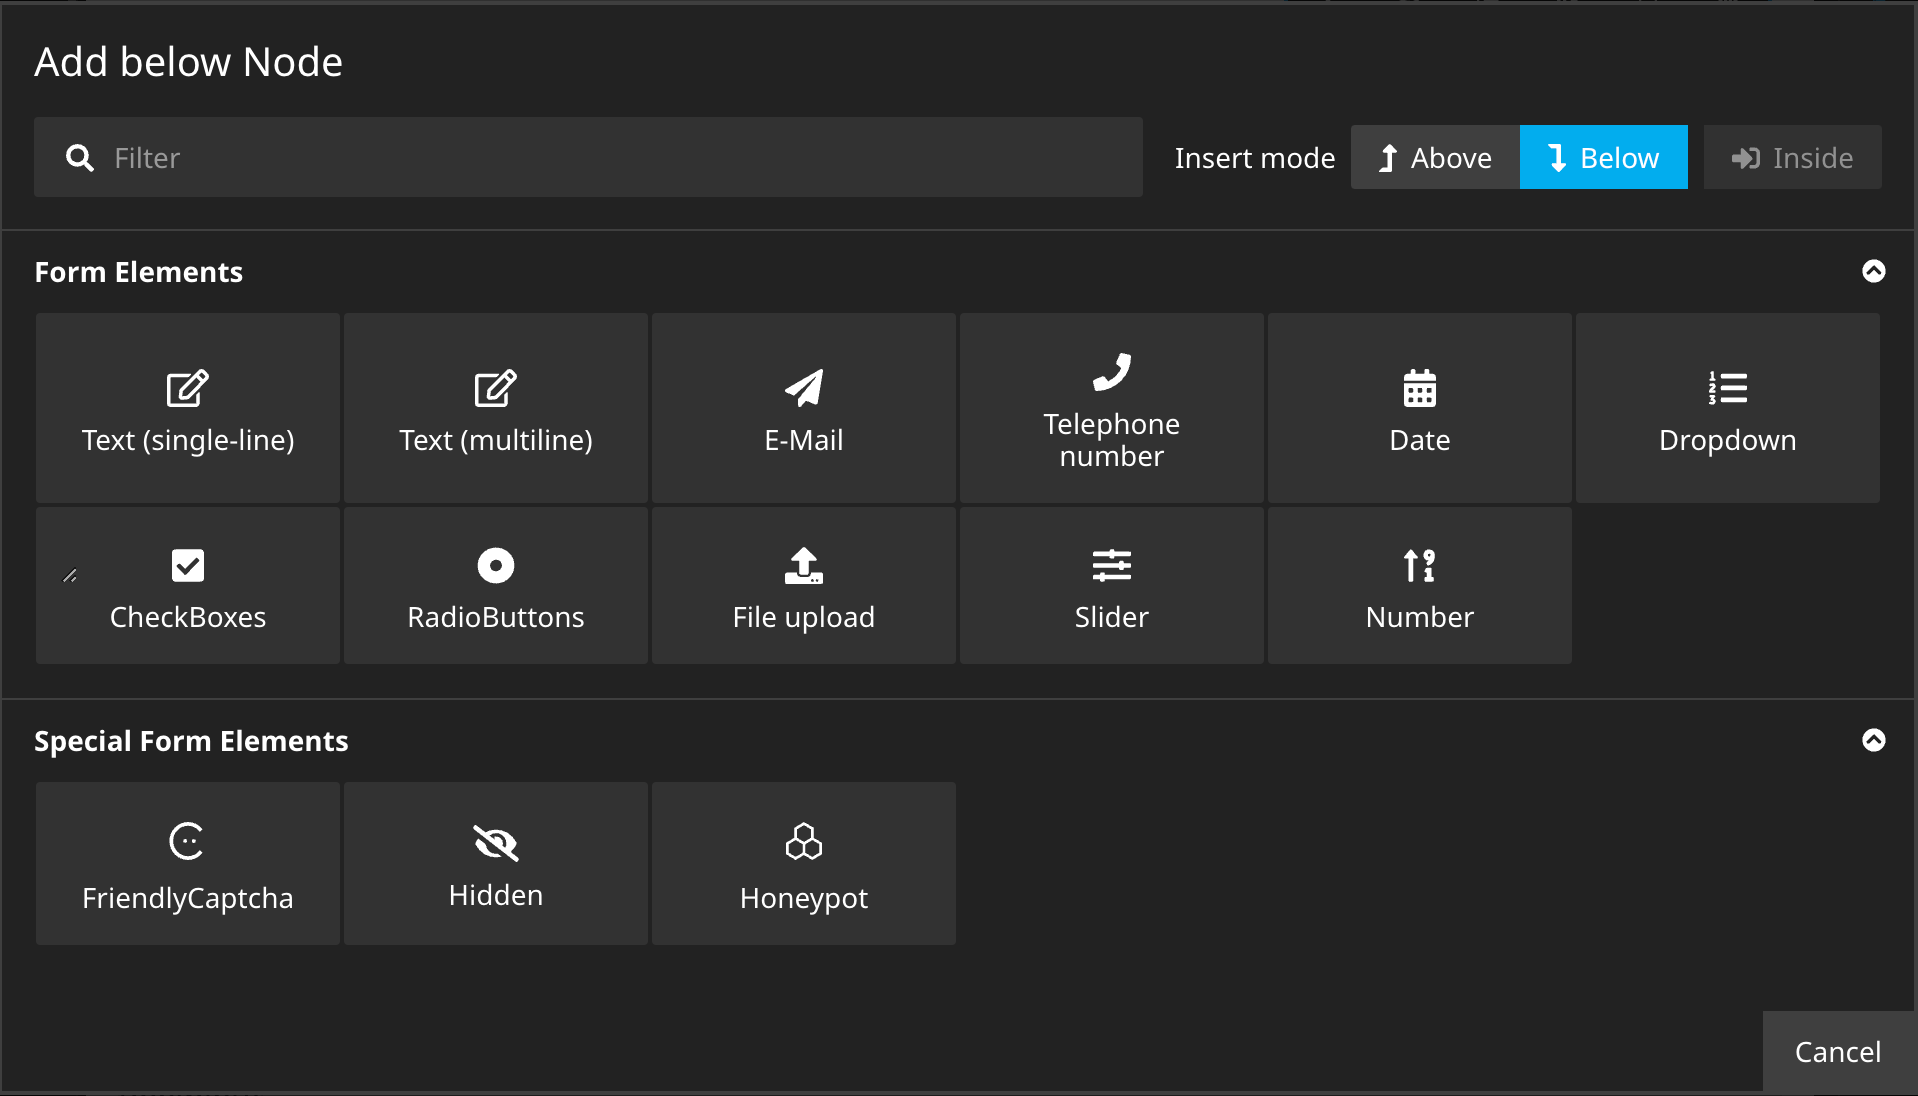 Add below Node
Filter
Insert mode
Above
Below
Inside
Form Elements
Text (single-line)
Text (multiline)
E-Mail
Telephone
number
Date
Dropdown
CheckBoxes
RadioButtons
File upload
Slider
Number
Special Form Elements
FriendlyCaptcha
Hidden
Honeypot
Cancel